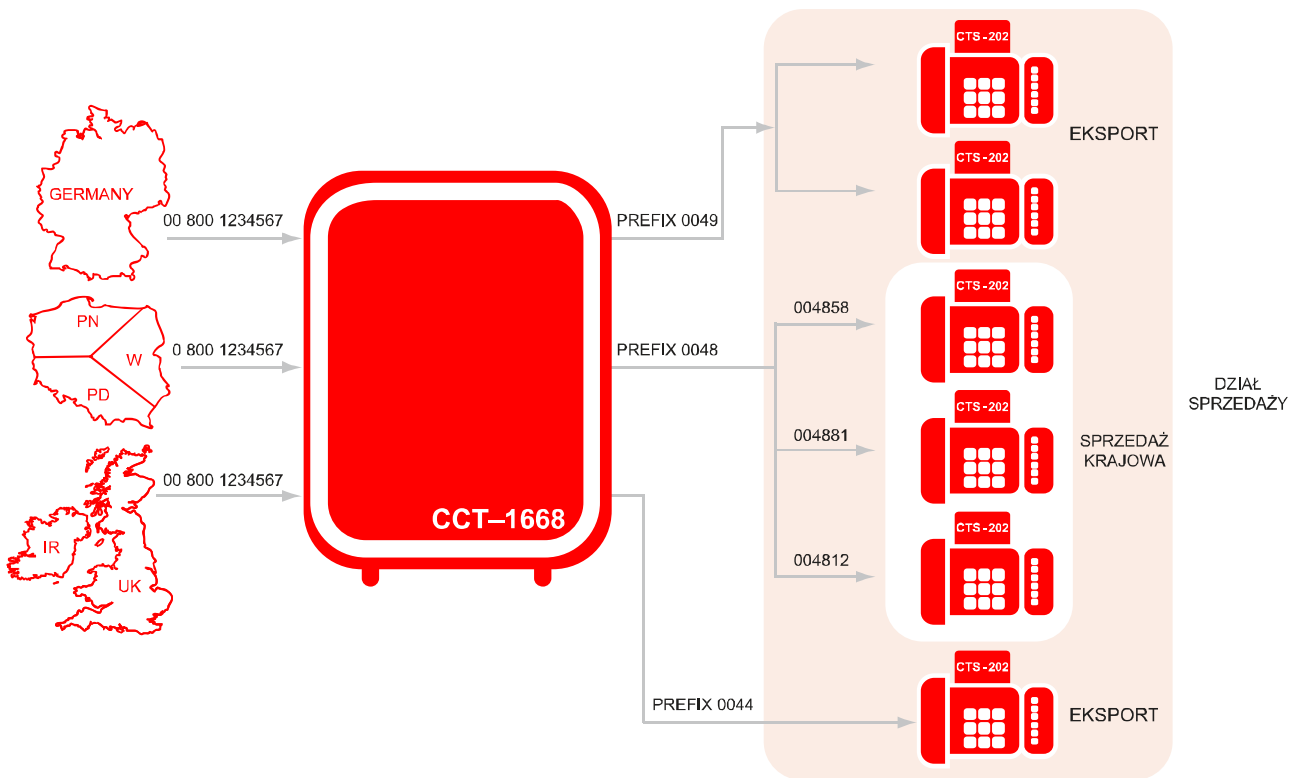 CTS-202
EKSPORT
CTS-202
GERMANY
00 800 1234567
PREFIX 0049
CTS-202
PN
W
PD
0 800 1234567
PREFIX 0048
004858
CTS-202
004881
SPRZEDAŻ
KRAJOWA
DZIAŁ
SPRZEDAŻY
00 800 1234567
IR
UK
CCT–1668
CTS-202
004812
CTS-202
PREFIX 0044
EKSPORT